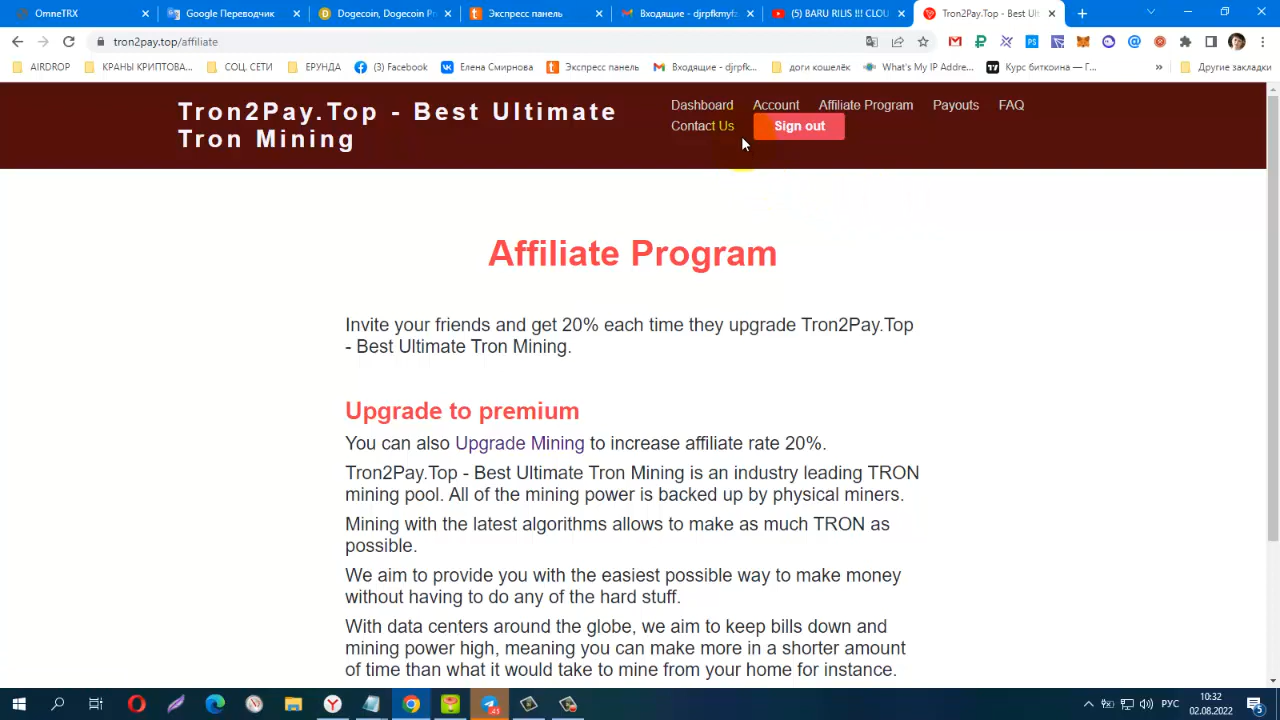 OmneTRX
Google Переводчик
Dogecoin, Dogecoin Pr
Экспресс панель
Входящие - djrpfkmyfz
(5) BARU RILIS !!! CLOU
Tron2Pay.Top - Best Ult
tron2pay.top/affiliate
AIRDROP
КРАНЫ КРИПТОВА...
СОЦ. СЕТИ
ЕРУНДА
(3) Facebook
Елена Смирнова
Экспресс панель
Входящие - djrpfk...
доги кошелёк
What's My IP Addre...
Курс биткоина — Г...
»
Другие закладки
Tron2Pay.Top - Best Ultimate
Tron Mining
Dashboard Account Affiliate Program Payouts FAQ
Contact Us Sign out
Affiliate Program
Invite your friends and get 20% each time they upgrade Tron2Pay.Top
- Best Ultimate Tron Mining.
Upgrade to premium
You can also Upgrade Mining to increase affiliate rate 20%.
Tron2Pay.Top - Best Ultimate Tron Mining is an industry leading TRON
mining pool. All of the mining power is backed up by physical miners.
Mining with the latest algorithms allows to make as much TRON as
possible.
We aim to provide you with the easiest possible way to make money
without having to do any of the hard stuff.
With data centers around the globe, we aim to keep bills down and
mining power high, meaning you can make more in a shorter amount
of time than what it would take to mine from your home for instance.
РУС
10:32
02.08.2022